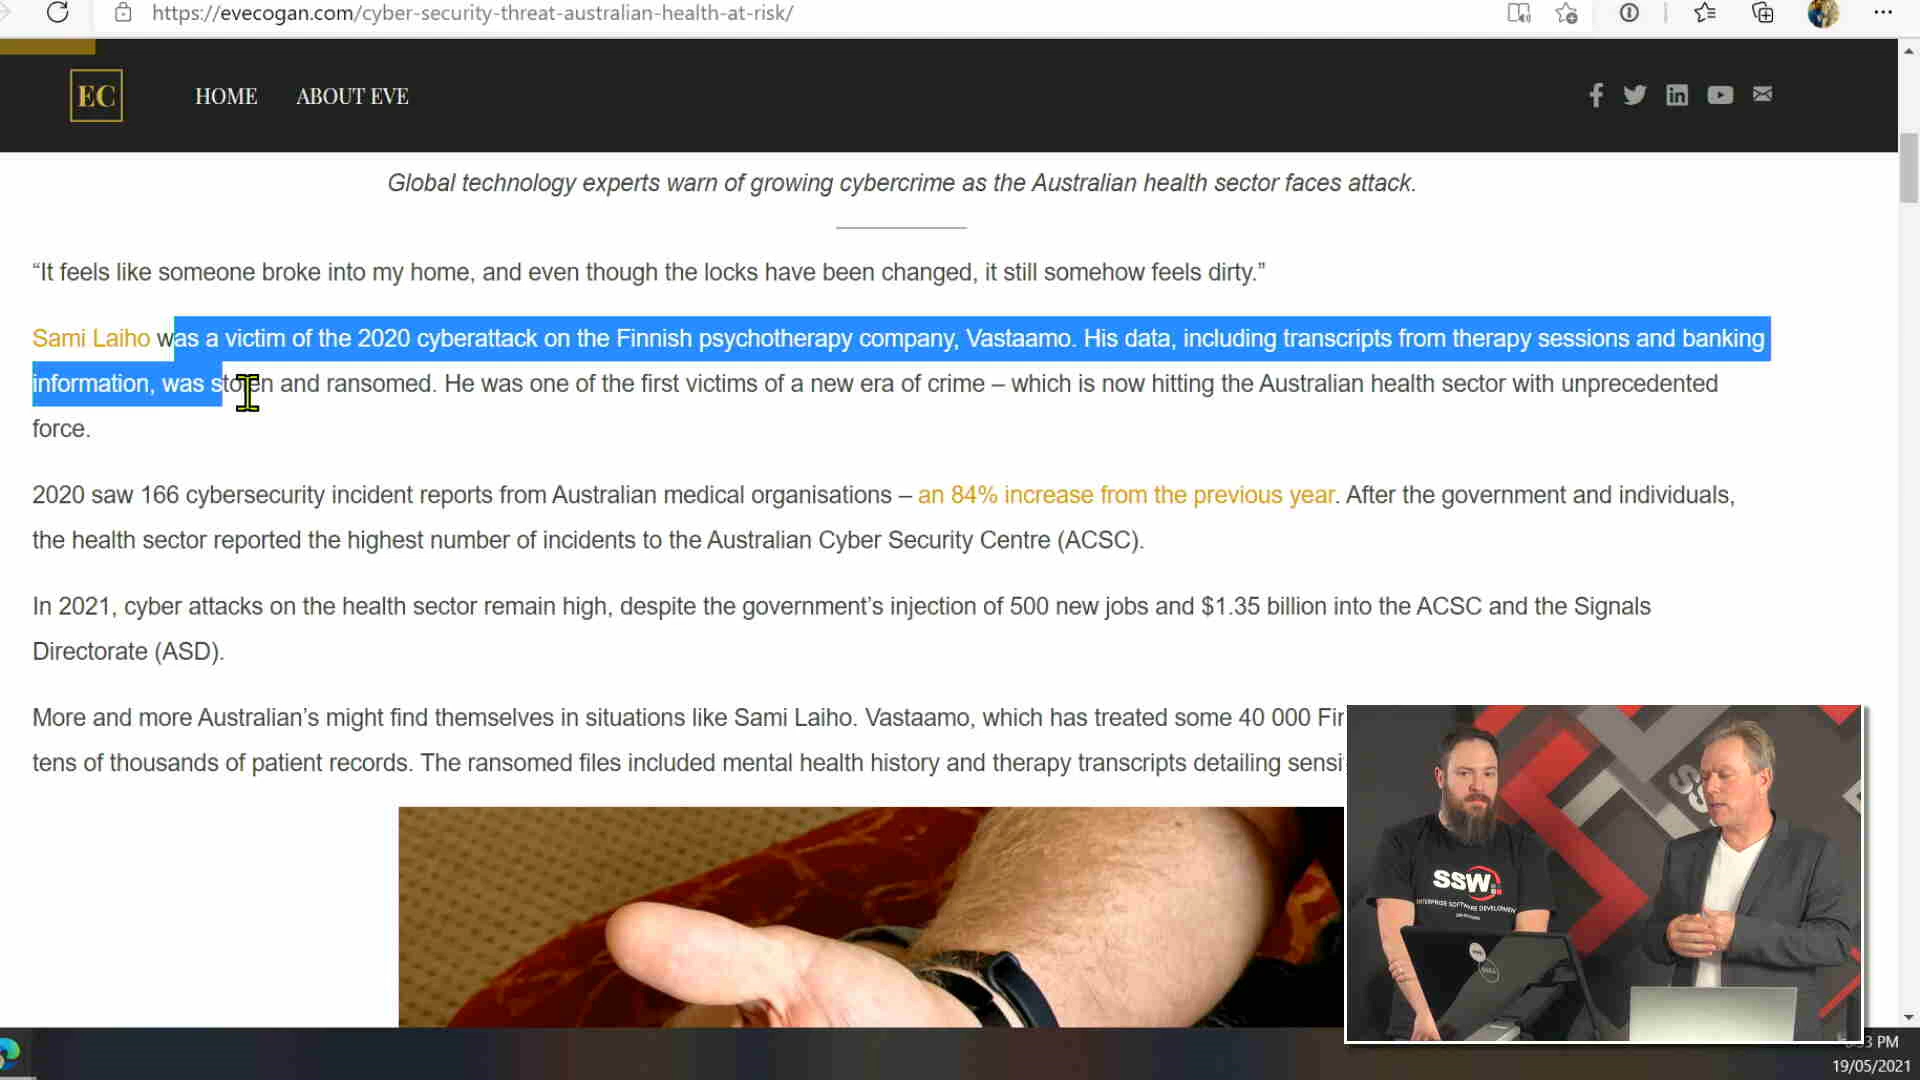 https://evecogan.com/cyber-security-threat-australian-health-at-risk/
EC
HOME
ABOUT EVE
Global technology experts warn of growing cybercrime as the Australian health sector faces attack.
“It feels like someone broke into my home, and even though the locks have been changed, it still somehow feels dirty.”
Sami Laiho was a victim of the 2020 cyberattack on the Finnish psychotherapy company, Vastaamo. His data, including transcripts from therapy sessions and banking
information, was stolen and ransomed. He was one of the first victims of a new era of crime – which is now hitting the Australian health sector with unprecedented
force.
2020 saw 166 cybersecurity incident reports from Australian medical organisations – an 84% increase from the previous year. After the government and individuals,
the health sector reported the highest number of incidents to the Australian Cyber Security Centre (ACSC).
In 2021, cyber attacks on the health sector remain high, despite the government’s injection of 500 new jobs and $1.35 billion into the ACSC and the Signals
Directorate (ASD).
More and more Australian’s might find themselves in situations like Sami Laiho. Vastaamo, which has treated some 40 000
tens of thousands of patient records. The ransomed files included mental health history and therapy transcripts detailing
SSW
SSW
ENTERPRISE SOFTWARE DEVELOPMENT
DELL
PM
19/05/2021